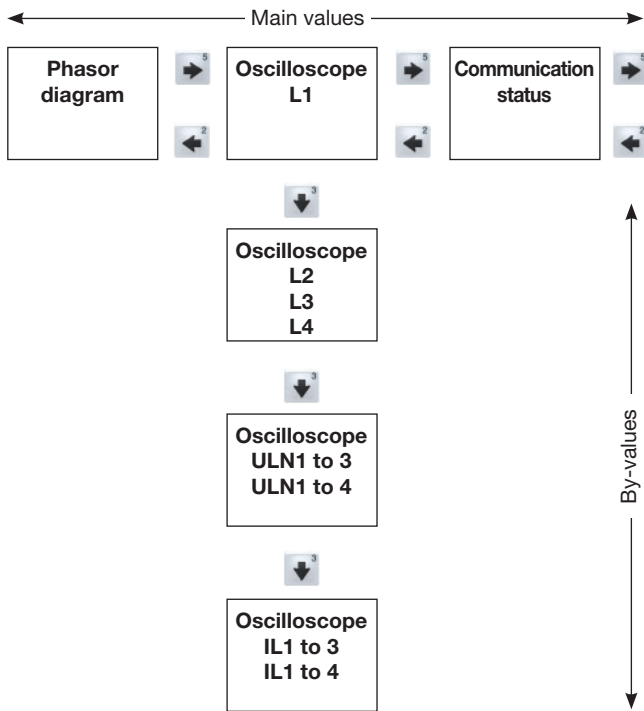 Main values
Phasor
diagram
5
2
Oscilloscope
L1
5
2
Communication
status
5
2
3
Oscilloscope
L2
L3
L4
3
Oscilloscope
ULN1 to 3
ULN1 to 4
3
Oscilloscope
IL1 to 3
IL1 to 4
By-values